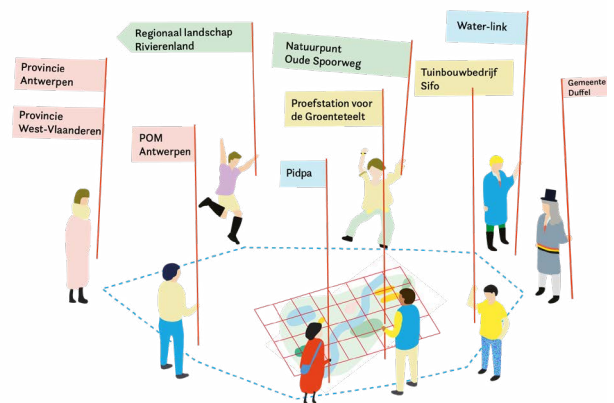 Provincie
Antwerpen
Provincie
West-Vlaanderen
Regionaal landschap
Rivierenland
POM
Antwerpen
Natuurpunt
Oude Spoorweg
Proefstation voor
de Groenteteelt
Pidpa
Water-link
Tuinbouwbedrijf
Sifo
Gemeente
Duffel